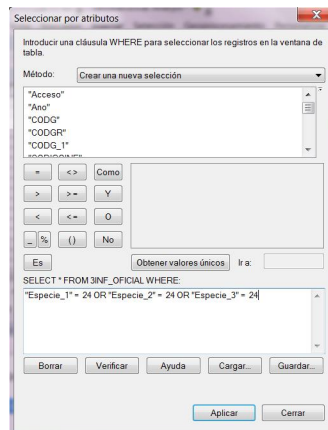 Seleccionar por atributos
X
Introducir una cláusula WHERE para seleccionar los registros en la ventana de
tabla.
Método: Crear una nueva selección
"Acceso"
"Ano"
"CODG"
"CODGR"
"CODG_1"
= <> Como
> >= Y
< <= O
_ % () No
Es Obtener valores únicos Ir a:
SELECT * FROM 3INF_OFICIAL WHERE:
"Especie_1" = 24 OR "Especie_2" = 24 OR "Especie_3" = 24
Borrar Verificar Ayuda Cargar... Guardar...
Aplicar Cerrar